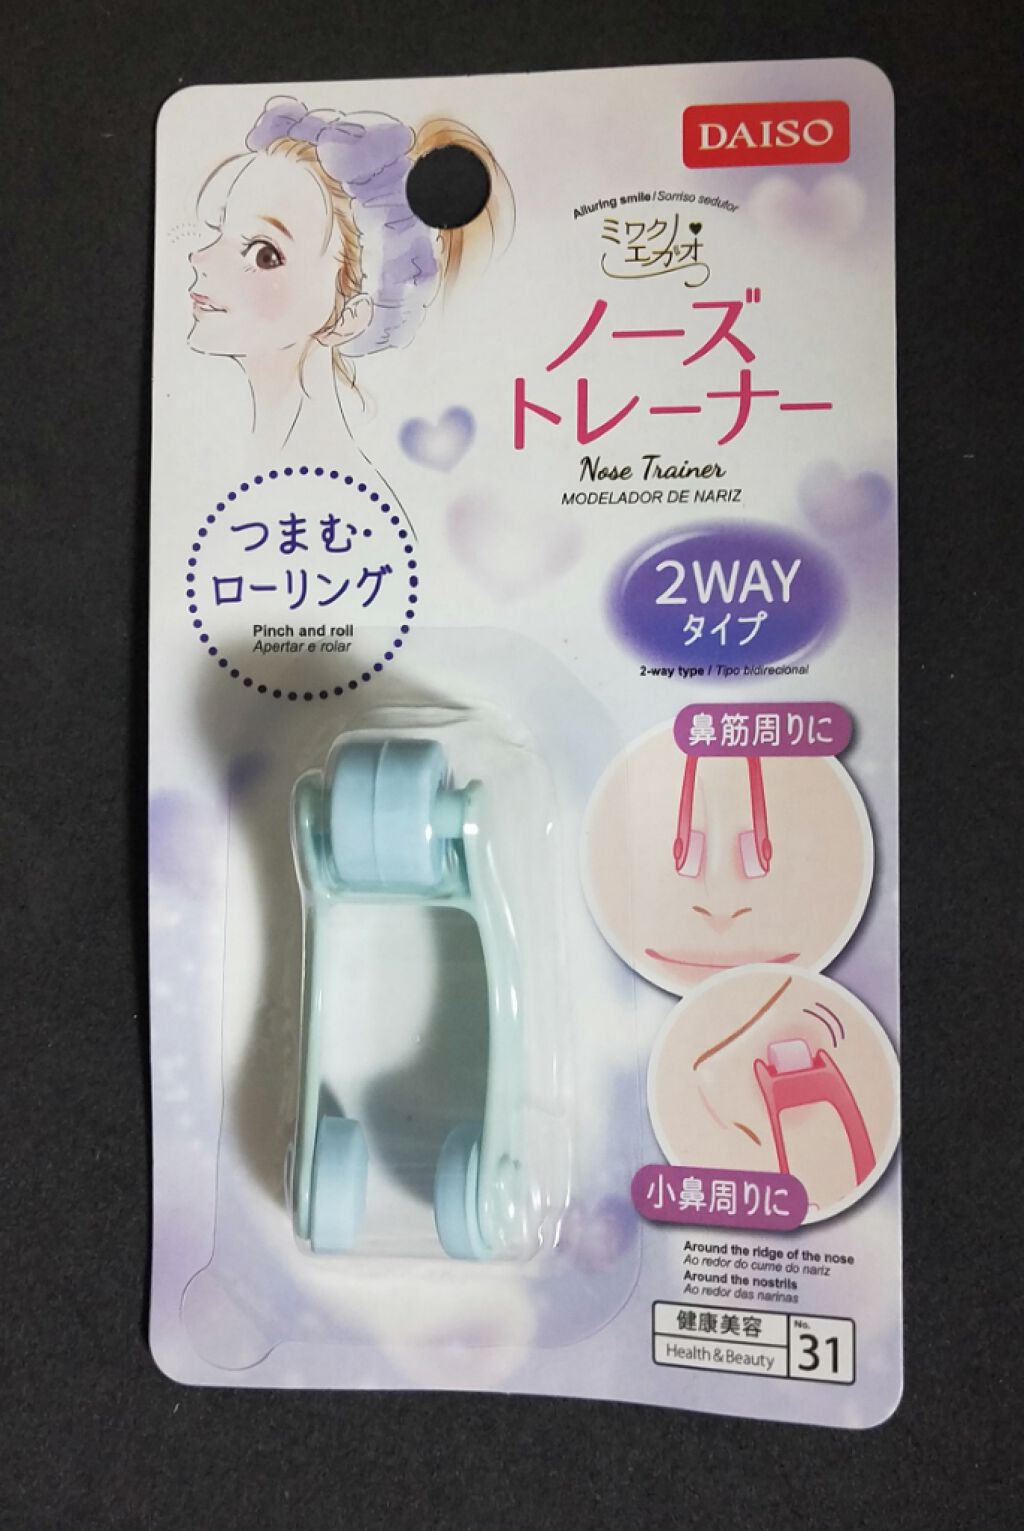 DAISO
Alluring smile / Sorriso sedutor
ミワク ノ
エガオ
ノーズ
トレーナー
Nose Trainer
MODELADOR DE NARIZ
つまむ・
ローリング
Pinch and roll
Apertar e rolar
2WAY
タイプ
2-way type / Tipo bidirecional
鼻筋周りに
小鼻周りに
Around the ridge of the nose
Ao redor do cume do nariz
Around the nostrils
Ao redor das narinas
健康美容
Health & Beauty
No.
31